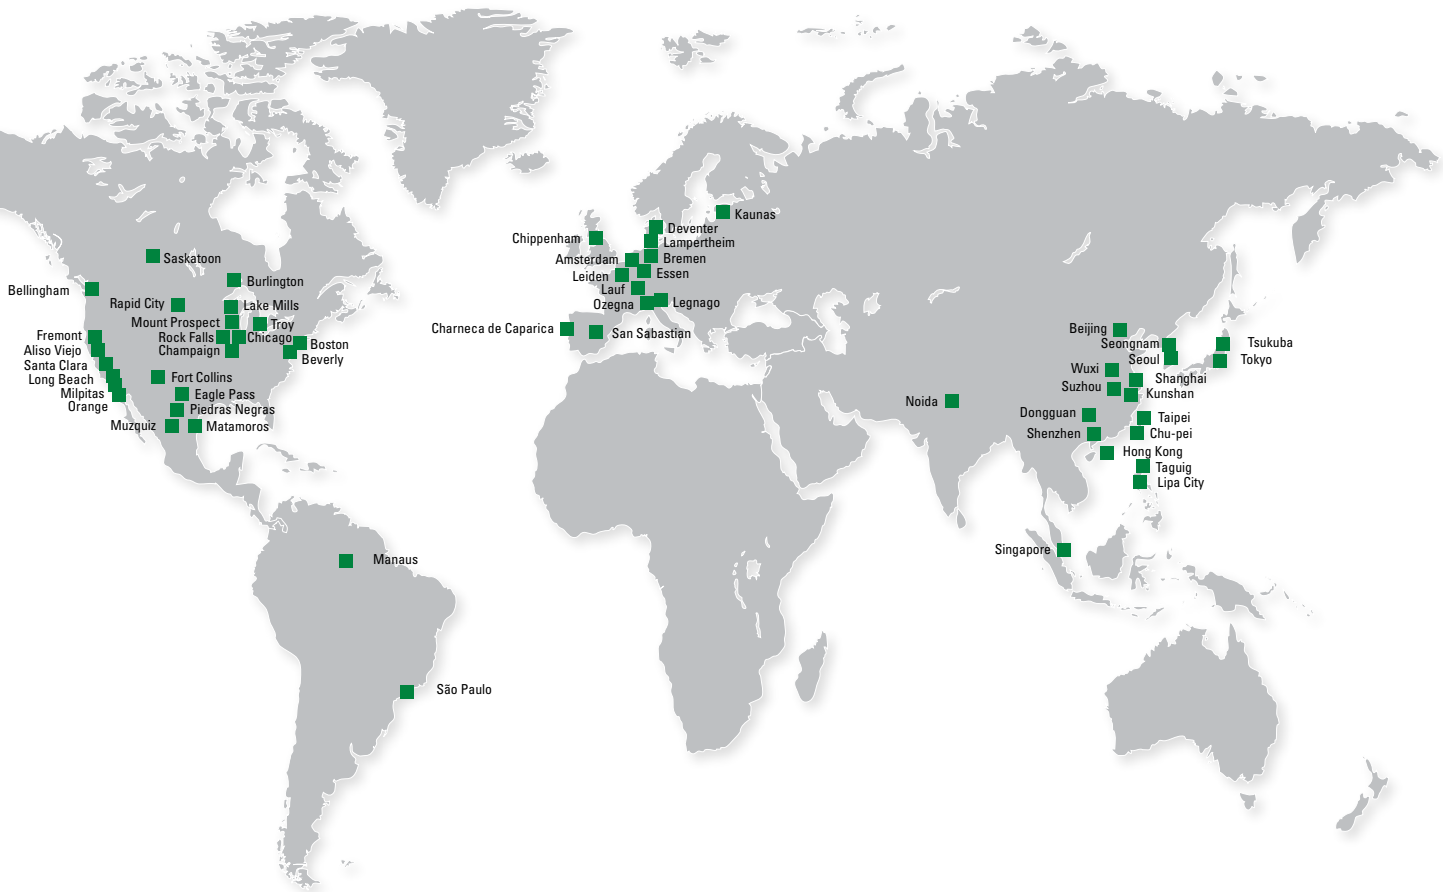 Saskatoon
Bellingham
Burlington
Rapid City
Lake Mills
Mount Prospect
Troy
Fremont
Rock Falls
Chicago
Boston
Aliso Viejo
Champaign
Beverly
Santa Clara
Long Beach
Fort Collins
Milpitas
Eagle Pass
Orange
Piedras Negras
Muzquiz
Matamoros
Manaus
São Paulo
Kaunas
Deventer
Chippenham
Lampertheim
Amsterdam
Bremen
Leiden
Essen
Lauf
Ozegna
Legnago
Charneca de Caparica
San Sabastian
Noida
Beijing
Seongnam
Tsukuba
Seoul
Tokyo
Wuxi
Shanghai
Suzhou
Kunshan
Dongguan
Taipei
Shenzhen
Chu-pei
Hong Kong
Taguig
Lipa City
Singapore